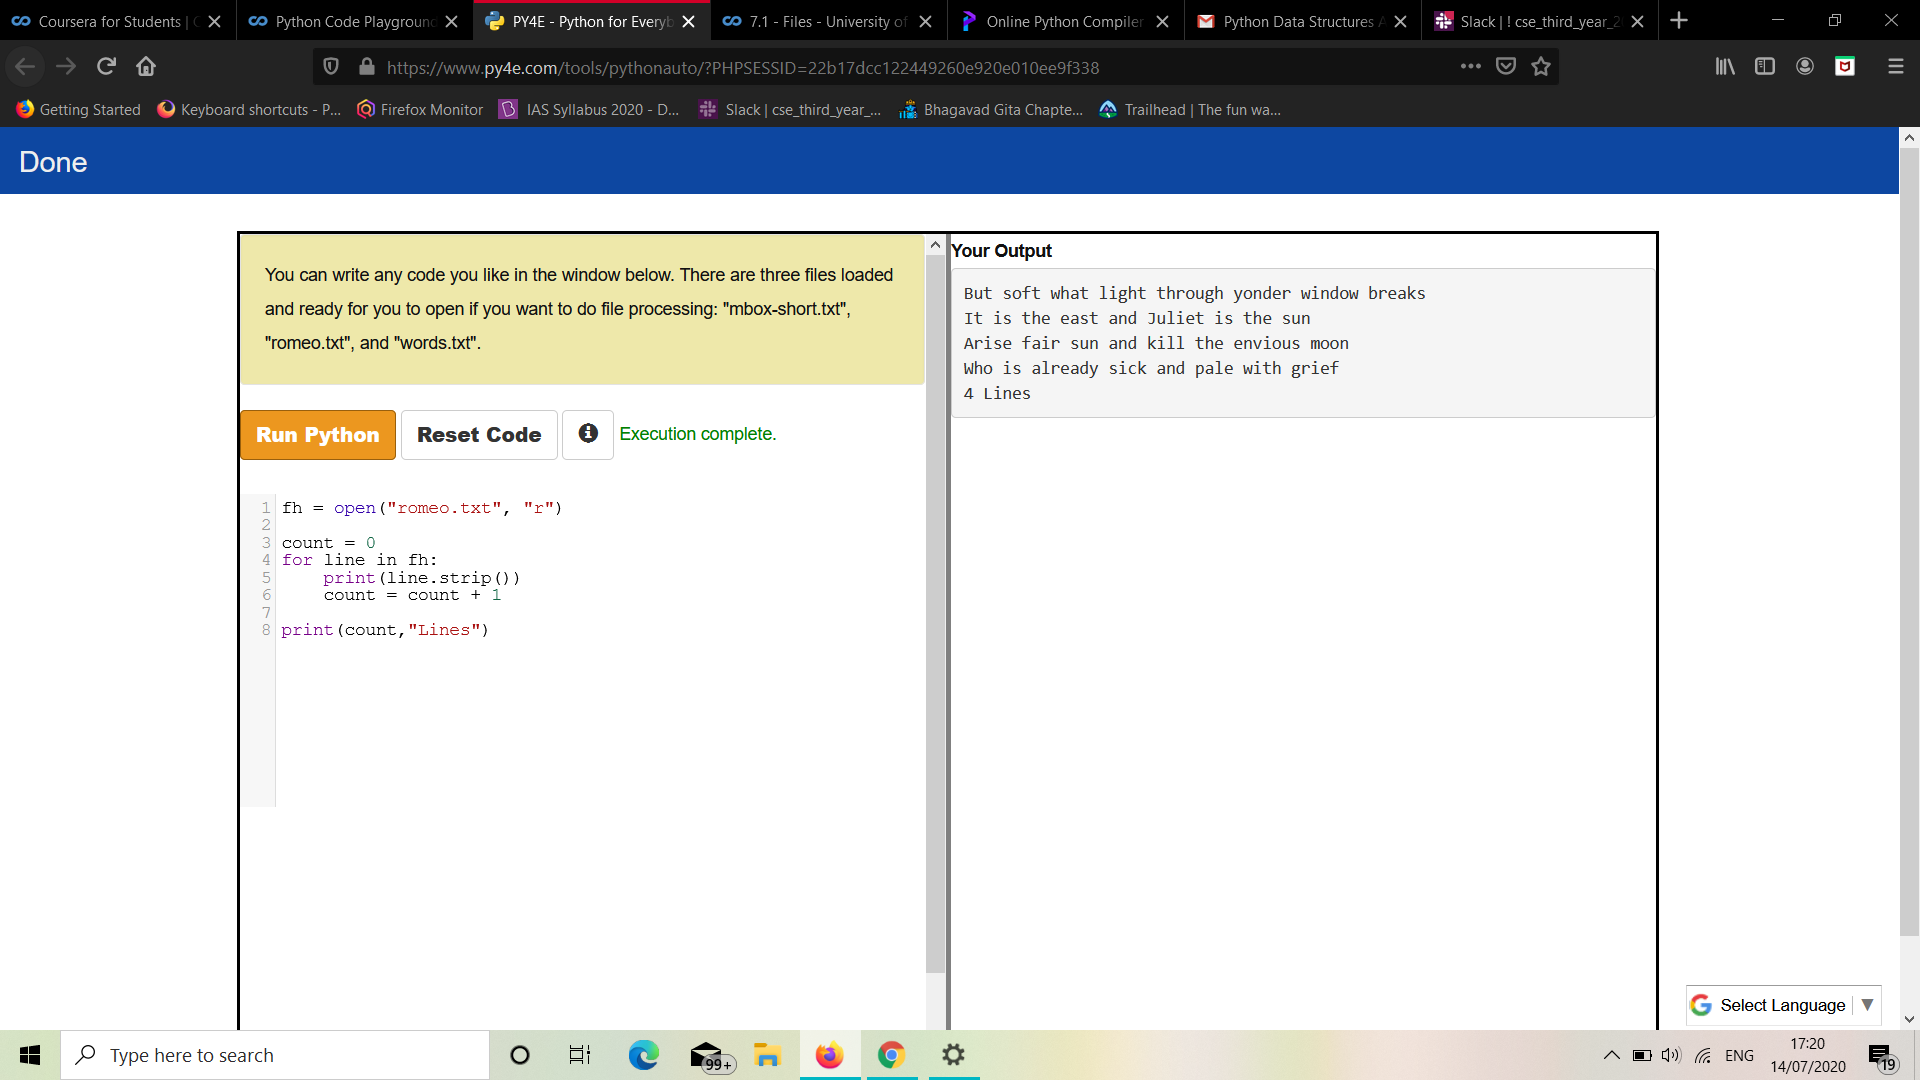 Coursera for Students |
Python Code Playground
PY4E - Python for Everyb
7.1 - Files - University of
Online Python Compiler
Python Data Structures A
Slack | ! cse_third_year_2
https://www.py4e.com/tools/pythonauto/?PHPSESSID=22b17dcc122449260e920e010ee9f338
Getting Started
Keyboard shortcuts - P...
Firefox Monitor
IAS Syllabus 2020 - D...
Slack | cse_third_year_...
Bhagavad Gita Chapte...
Trailhead | The fun wa...
Done
You can write any code you like in the window below. There are three files loaded
and ready for you to open if you want to do file processing: "mbox-short.txt",
"romeo.txt", and "words.txt".
Run Python
Reset Code
Execution complete.
1 fh = open("romeo.txt", "r")
2
3 count = 0
4 for line in fh:
5     print(line.strip())
6     count = count + 1
7
8 print(count,"Lines")
Your Output
But soft what light through yonder window breaks
It is the east and Juliet is the sun
Arise fair sun and kill the envious moon
Who is already sick and pale with grief
4 Lines
G Select Language ▼
Type here to search
99+
ENG
17:20
14/07/2020
19